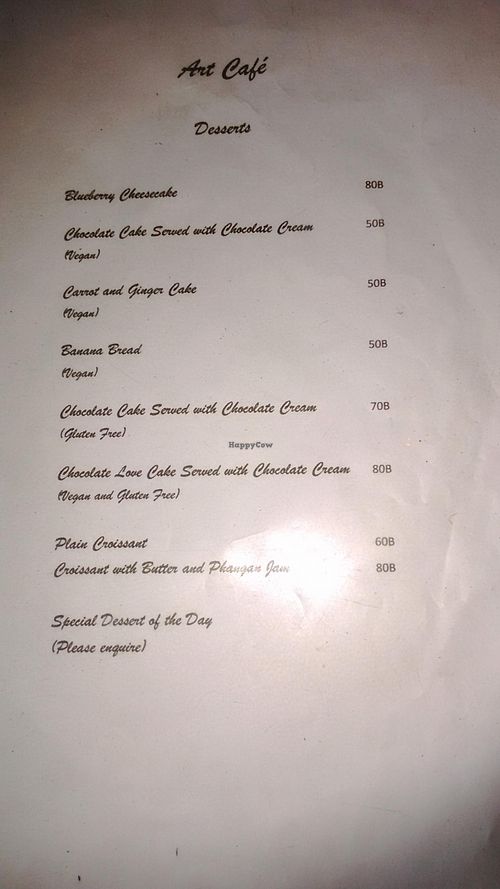 Art Café
Desserts
Blueberry Cheesecake 80B
Chocolate Cake Served with Chocolate Cream 50B
(Vegan)
Carrot and Ginger Cake 50B
(Vegan)
Banana Bread 50B
(Vegan)
Chocolate Cake Served with Chocolate Cream 70B
(Gluten Free)
HappyCow
Chocolate Love Cake Served with Chocolate Cream 80B
(Vegan and Gluten Free)
Plain Croissant 60B
Croissant with Butter and Phangan Jam 80B
Special Dessert of the Day
(Please enquire)